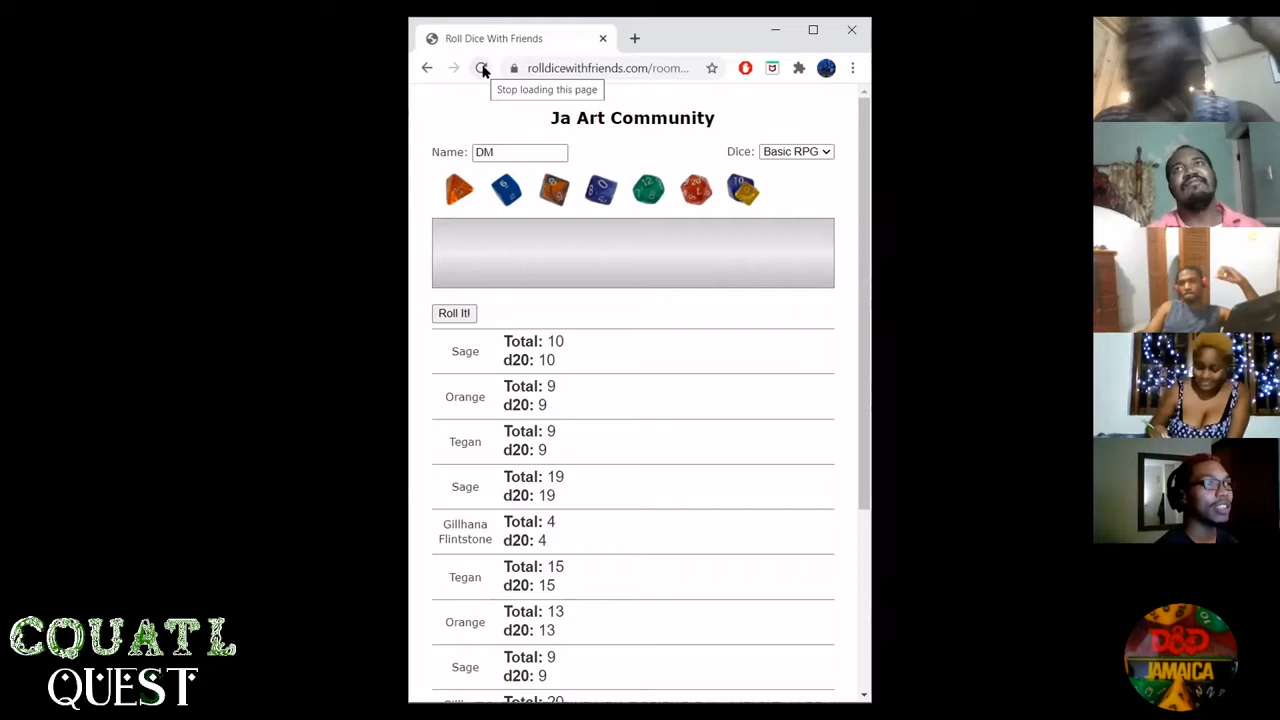 Roll Dice With Friends
rolldicewithfriends.com/room...
Stop loading this page
Ja Art Community
Name: DM
Dice: Basic RPG
Roll It!
Sage
Total: 10
d20: 10
Orange
Total: 9
d20: 9
Tegan
Total: 9
d20: 9
Sage
Total: 19
d20: 19
Gillhana
Flintstone
Total: 4
d20: 4
Tegan
Total: 15
d20: 15
Orange
Total: 13
d20: 13
Sage
Total: 9
d20: 9
Total: 20
CQUATL
QUEST
D&D
JAMAICA